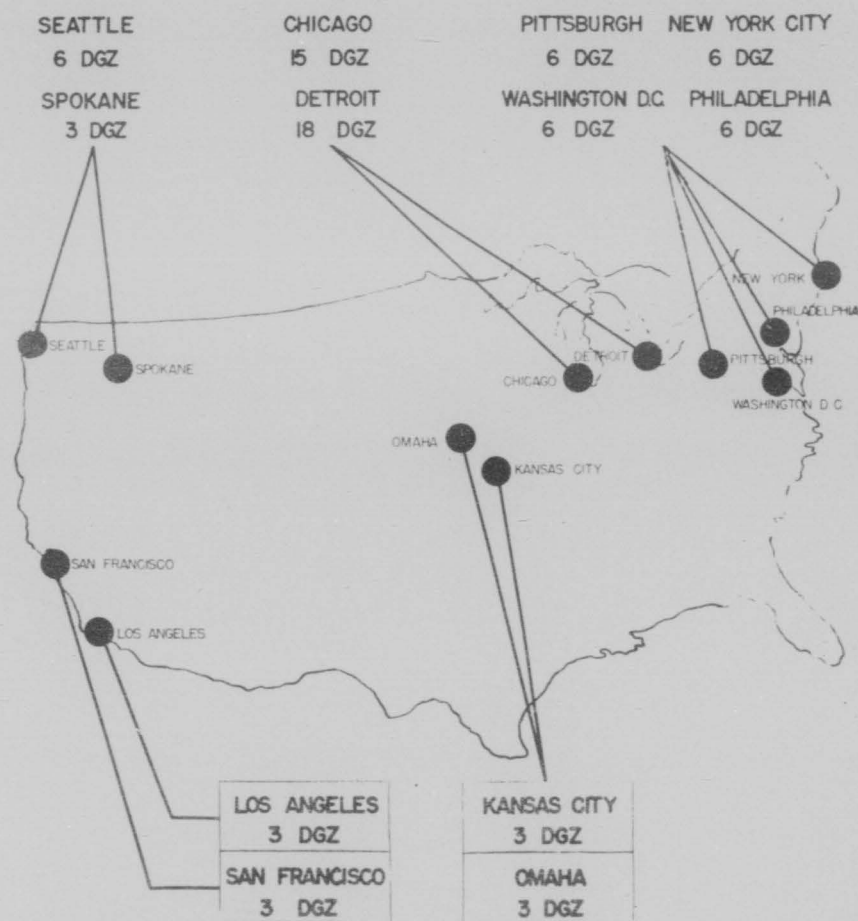 SEATTLE
6 DGZ
SPOKANE
3 DGZ
CHICAGO
15 DGZ
DETROIT
18 DGZ
PITTSBURGH
6 DGZ
WASHINGTON D.C.
6 DGZ
NEW YORK CITY
6 DGZ
PHILADELPHIA
6 DGZ
NEW YORK
PHILADELPHIA
SEATTLE
DETROIT
PITTSBURGH
SPOKANE
CHICAGO
WASHINGTON D.C.
OMAHA
KANSAS CITY
SAN FRANCISCO
LOS ANGELES
LOS ANGELES
3 DGZ
SAN FRANCISCO
3 DGZ
KANSAS CITY
3 DGZ
OMAHA
3 DGZ